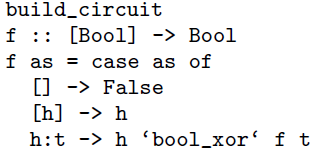 build_circuit
f :: [Bool] -> Bool
f as = case as of
  [] -> False
  [h] -> h
  h:t -> h ‘bool_xor‘ f t